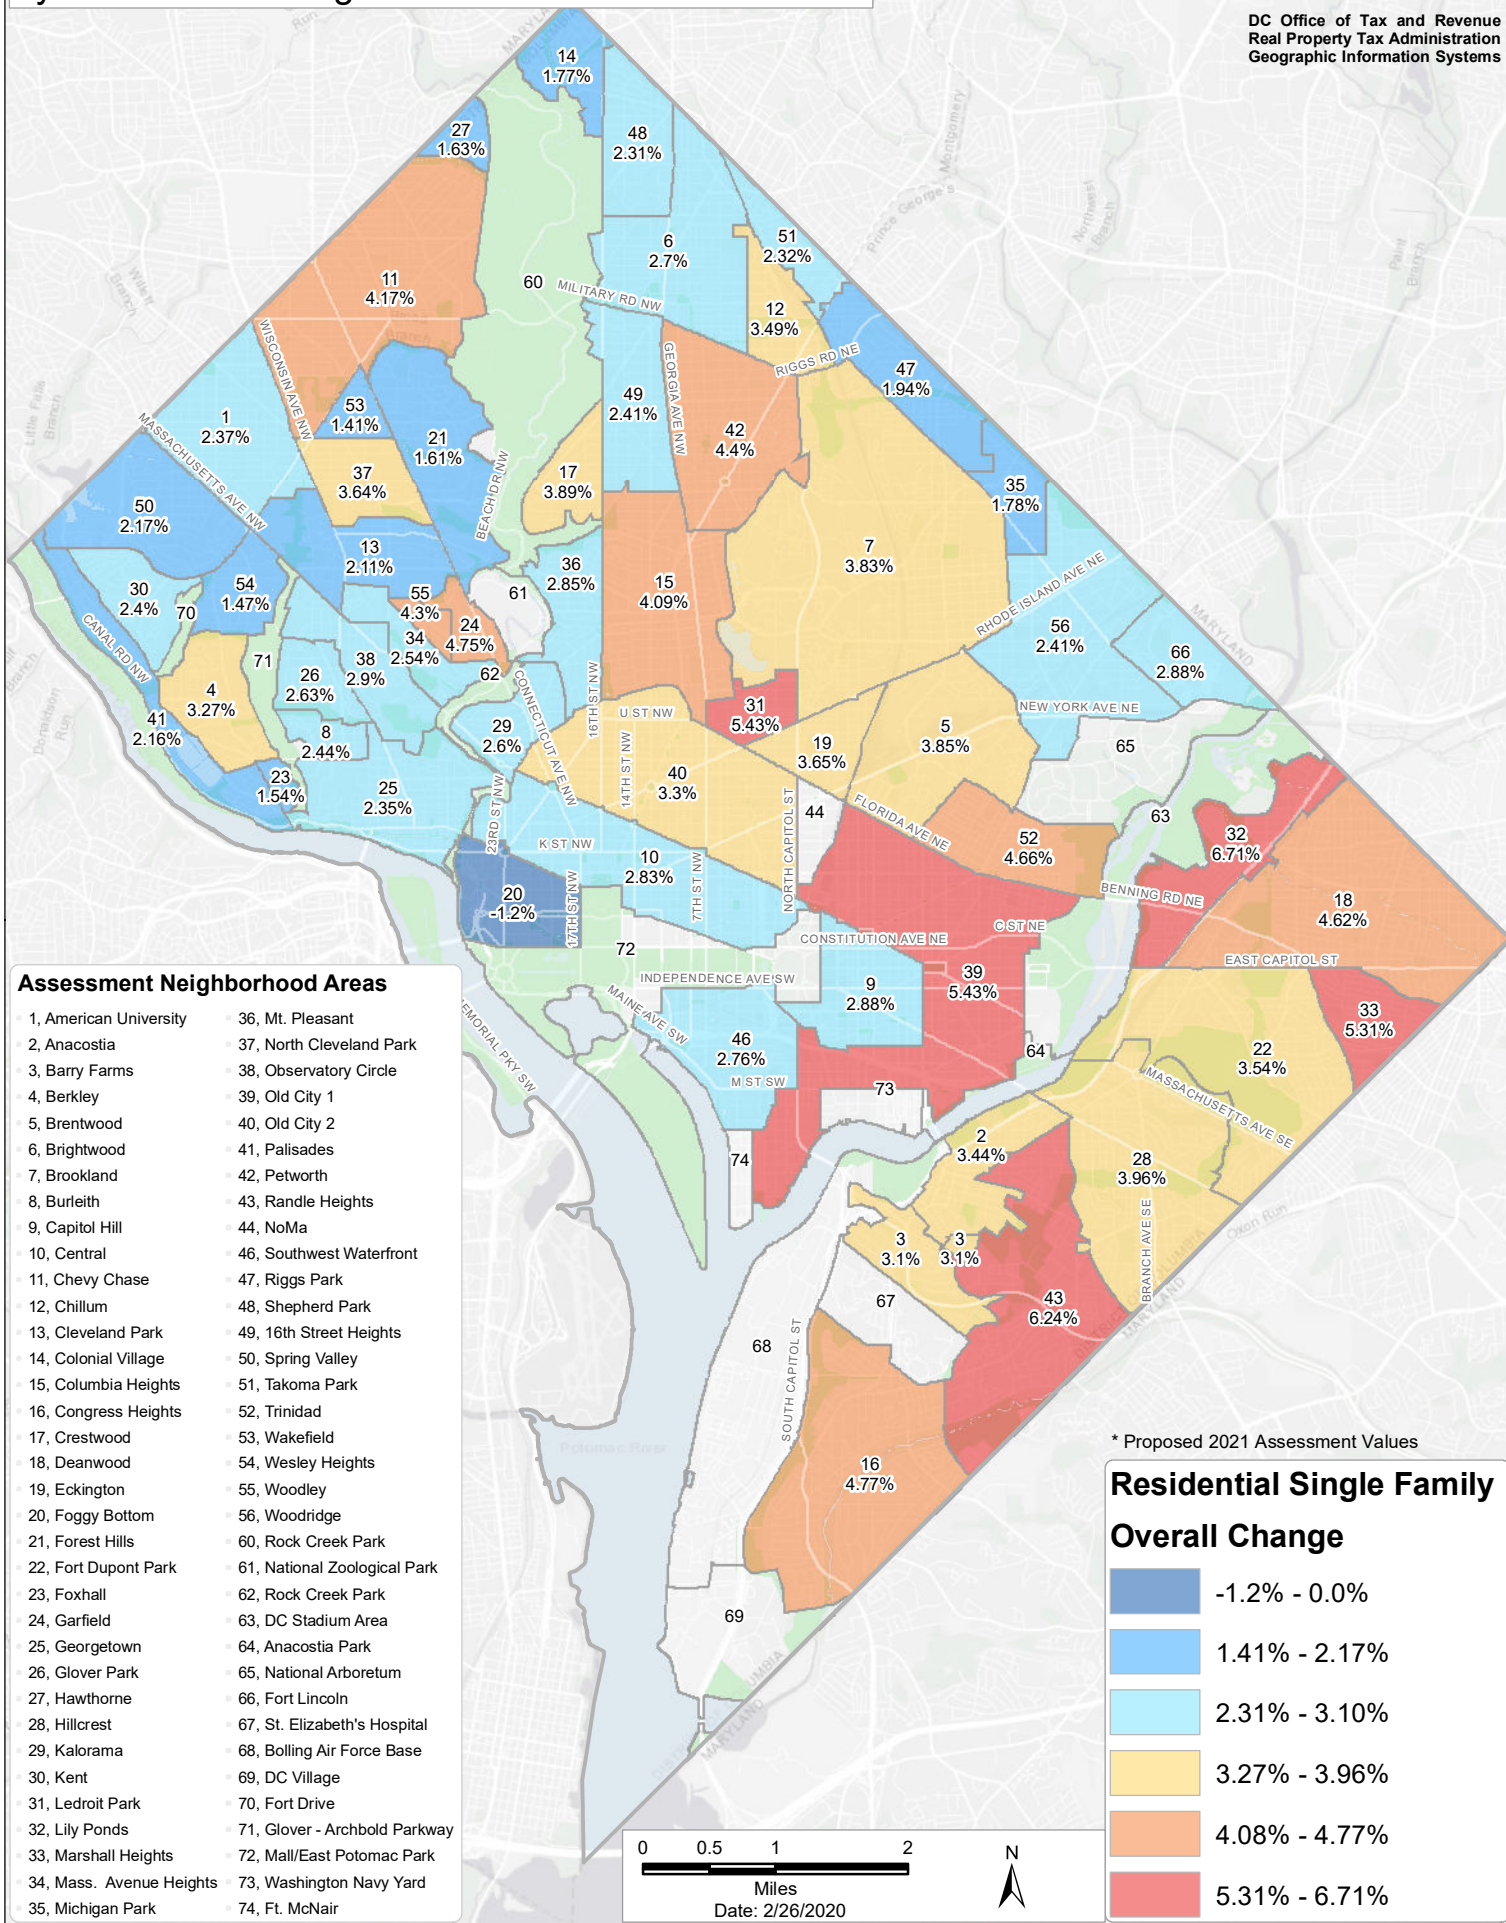 DC Office of Tax and Revenue
Real Property Tax Administration
Geographic Information Systems
14
1.77%
27
1.63%
48
2.31%
51
2.32%
6
2.7%
11
4.17%
60
MILITARY RD NW
12
3.49%
RIGGS RD NE
47
1.94%
WISCONSIN AVE NW
GEORGIA AVE NW
53
1.41%
49
2.41%
1
2.37%
MASSACHUSETTS AVE NW
21
1.61%
42
4.4%
37
3.64%
17
3.89%
BEACH DR NW
35
1.78%
50
2.17%
13
2.11%
7
3.83%
36
2.85%
15
4.09%
61
30
2.4%
54
1.47%
70
55
4.3%
24
4.75%
34
2.54%
RHODE ISLAND AVE NE
56
2.41%
66
2.88%
MARYLAND
CANAL RD NW
71
38
2.9%
26
2.63%
62
4
3.27%
16TH ST NW
CONNECTICUT AVE NW
U ST NW
31
5.43%
NEW YORK AVE NE
41
2.16%
8
2.44%
29
2.6%
19
3.65%
5
3.85%
65
14TH ST NW
40
3.3%
23
1.54%
25
2.35%
23RD ST NW
NORTH CAPITOL ST
44
FLORIDA AVE NE
63
K ST NW
52
4.66%
32
6.71%
10
2.83%
7TH ST NW
20
-1.2%
17TH ST NW
BENNING RD NE
18
4.62%
72
C ST NE
CONSTITUTION AVE NE
EAST CAPITOL ST
INDEPENDENCE AVE SW
39
5.43%
9
2.88%
MAINE AVE SW
33
5.31%
46
2.76%
64
22
3.54%
M ST SW
73
MASSACHUSETTS AVE SE
2
3.44%
74
28
3.96%
BRANCH AVE SE
Oxon Run
3
3.1%
3
3.1%
67
43
6.24%
68
SOUTH CAPITOL ST
Potomac River
16
4.77%
69
MARYLAND
Assessment Neighborhood Areas
1, American University
2, Anacostia
3, Barry Farms
4, Berkley
5, Brentwood
6, Brightwood
7, Brookland
8, Burleith
9, Capitol Hill
10, Central
11, Chevy Chase
12, Chillum
13, Cleveland Park
14, Colonial Village
15, Columbia Heights
16, Congress Heights
17, Crestwood
18, Deanwood
19, Eckington
20, Foggy Bottom
21, Forest Hills
22, Fort Dupont Park
23, Foxhall
24, Garfield
25, Georgetown
26, Glover Park
27, Hawthorne
28, Hillcrest
29, Kalorama
30, Kent
31, Ledroit Park
32, Lily Ponds
33, Marshall Heights
34, Mass. Avenue Heights
35, Michigan Park
36, Mt. Pleasant
37, North Cleveland Park
38, Observatory Circle
39, Old City 1
40, Old City 2
41, Palisades
42, Petworth
43, Randle Heights
44, NoMa
46, Southwest Waterfront
47, Riggs Park
48, Shepherd Park
49, 16th Street Heights
50, Spring Valley
51, Takoma Park
52, Trinidad
53, Wakefield
54, Wesley Heights
55, Woodley
56, Woodridge
60, Rock Creek Park
61, National Zoological Park
62, Rock Creek Park
63, DC Stadium Area
64, Anacostia Park
65, National Arboretum
66, Fort Lincoln
67, St. Elizabeth's Hospital
68, Bolling Air Force Base
69, DC Village
70, Fort Drive
71, Glover - Archbold Parkway
72, Mall/East Potomac Park
73, Washington Navy Yard
74, Ft. McNair
* Proposed 2021 Assessment Values
Residential Single Family
Overall Change
-1.2% - 0.0%
1.41% - 2.17%
2.31% - 3.10%
3.27% - 3.96%
4.08% - 4.77%
5.31% - 6.71%
0 0.5 1 2
Miles
Date: 2/26/2020
N